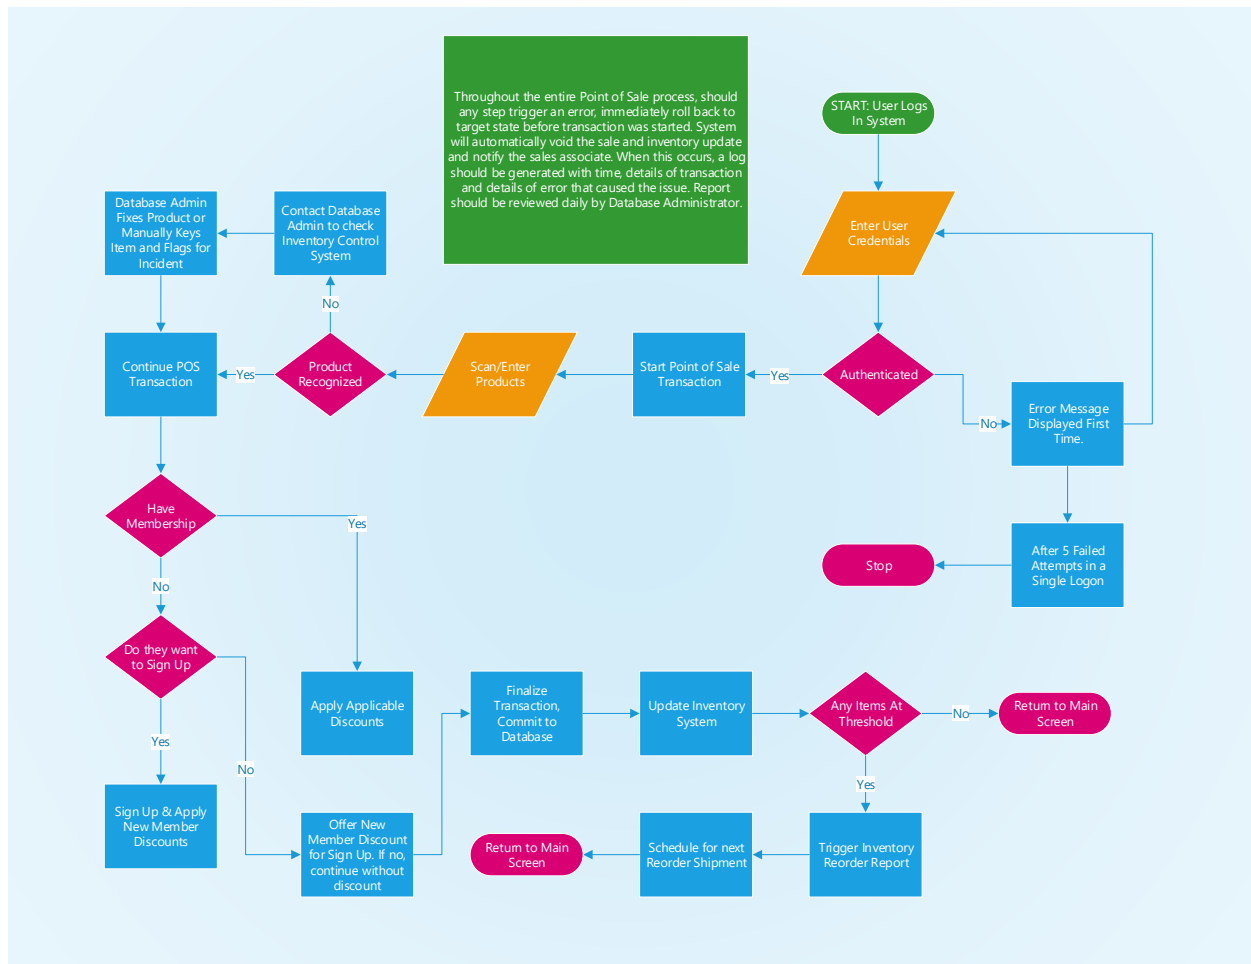 Throughout the entire Point of Sale process, should
any step trigger an error, immediately roll back to
target state before transaction was started. System
will automatically void the sale and inventory update
and notify the sales associate. When this occurs, a log
should be generated with time, details of transaction
and details of error that caused the issue. Report
should be reviewed daily by Database Administrator.
START: User Logs
In System
Enter User
Credentials
Database Admin
Fixes Product or
Manually Keys
Item and Flags for
Incident
Contact Database
Admin to check
Inventory Control
System
No
Continue POS
Transaction
Yes
Product
Recognized
Scan/Enter
Products
Start Point of Sale
Transaction
Yes
Authenticated
No
Error Message
Displayed First
Time.
Have
Membership
Yes
No
Stop
After 5 Failed
Attempts in a
Single Logon
Do they want
to Sign Up
Yes
No
Apply Applicable
Discounts
Finalize
Transaction,
Commit to
Database
Update Inventory
System
Any Items At
Threshold
No
Return to Main
Screen
Yes
Sign Up & Apply
New Member
Discounts
Offer New
Member Discount
for Sign Up. If no,
continue without
discount
Return to Main
Screen
Schedule for next
Reorder Shipment
Trigger Inventory
Reorder Report